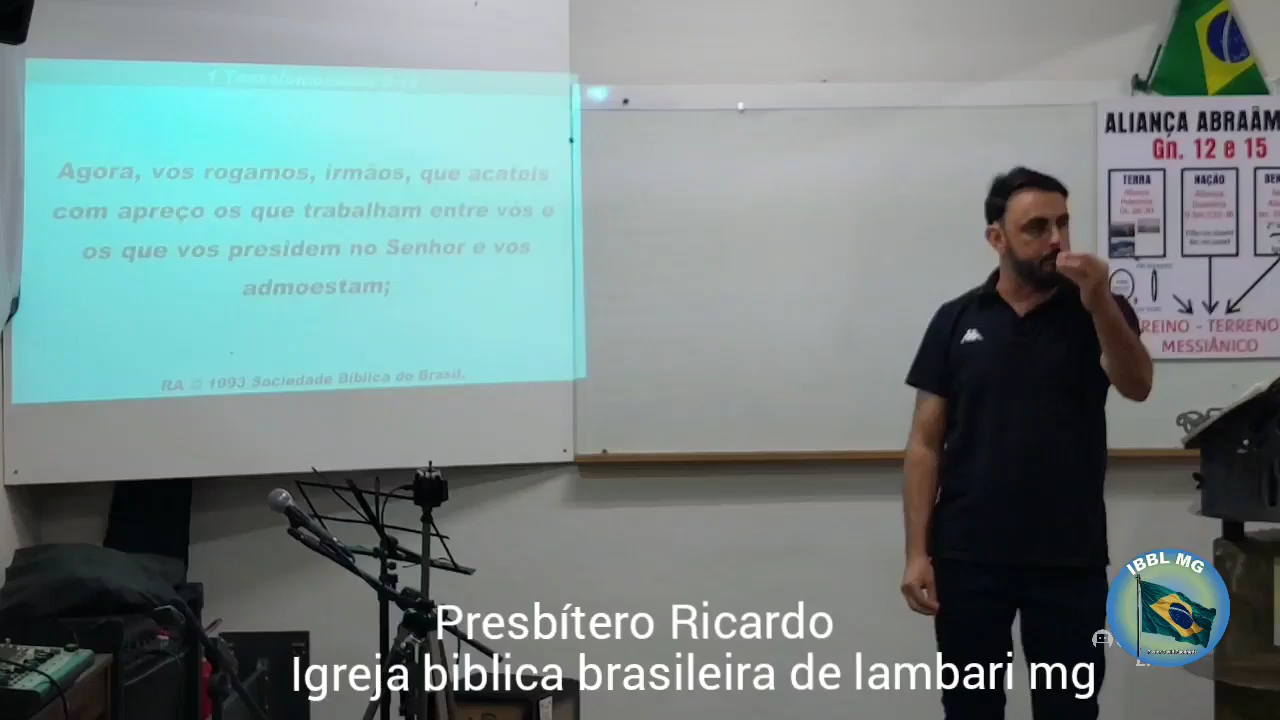 Agora, vos rogamos, irmãos, que acateis
com apreço os que trabalham entre vós e
os que vos presidem no Senhor e vos
admoestam;
RA © 1993 Sociedade Bíblica do Brasil.
ALIANÇA ABRAÂM
Gn. 12 e 15
TERRA
NAÇÃO
REINO - TERRENO
MESSIÂNICO
IBBL MG
Presbítero Ricardo
Igreja biblica brasileira de lambari mg